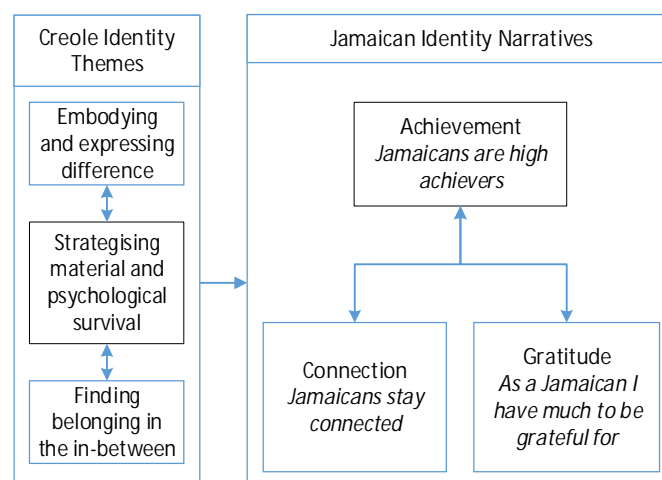 Creole Identity
Themes
Embodying
and expressing
difference
Strategising
material and
psychological
survival
Finding
belonging in
the in-between
Jamaican Identity Narratives
Achievement
Jamaicans are high
achievers
Connection
Jamaicans stay
connected
Gratitude
As a Jamaican I
have much to be
grateful for